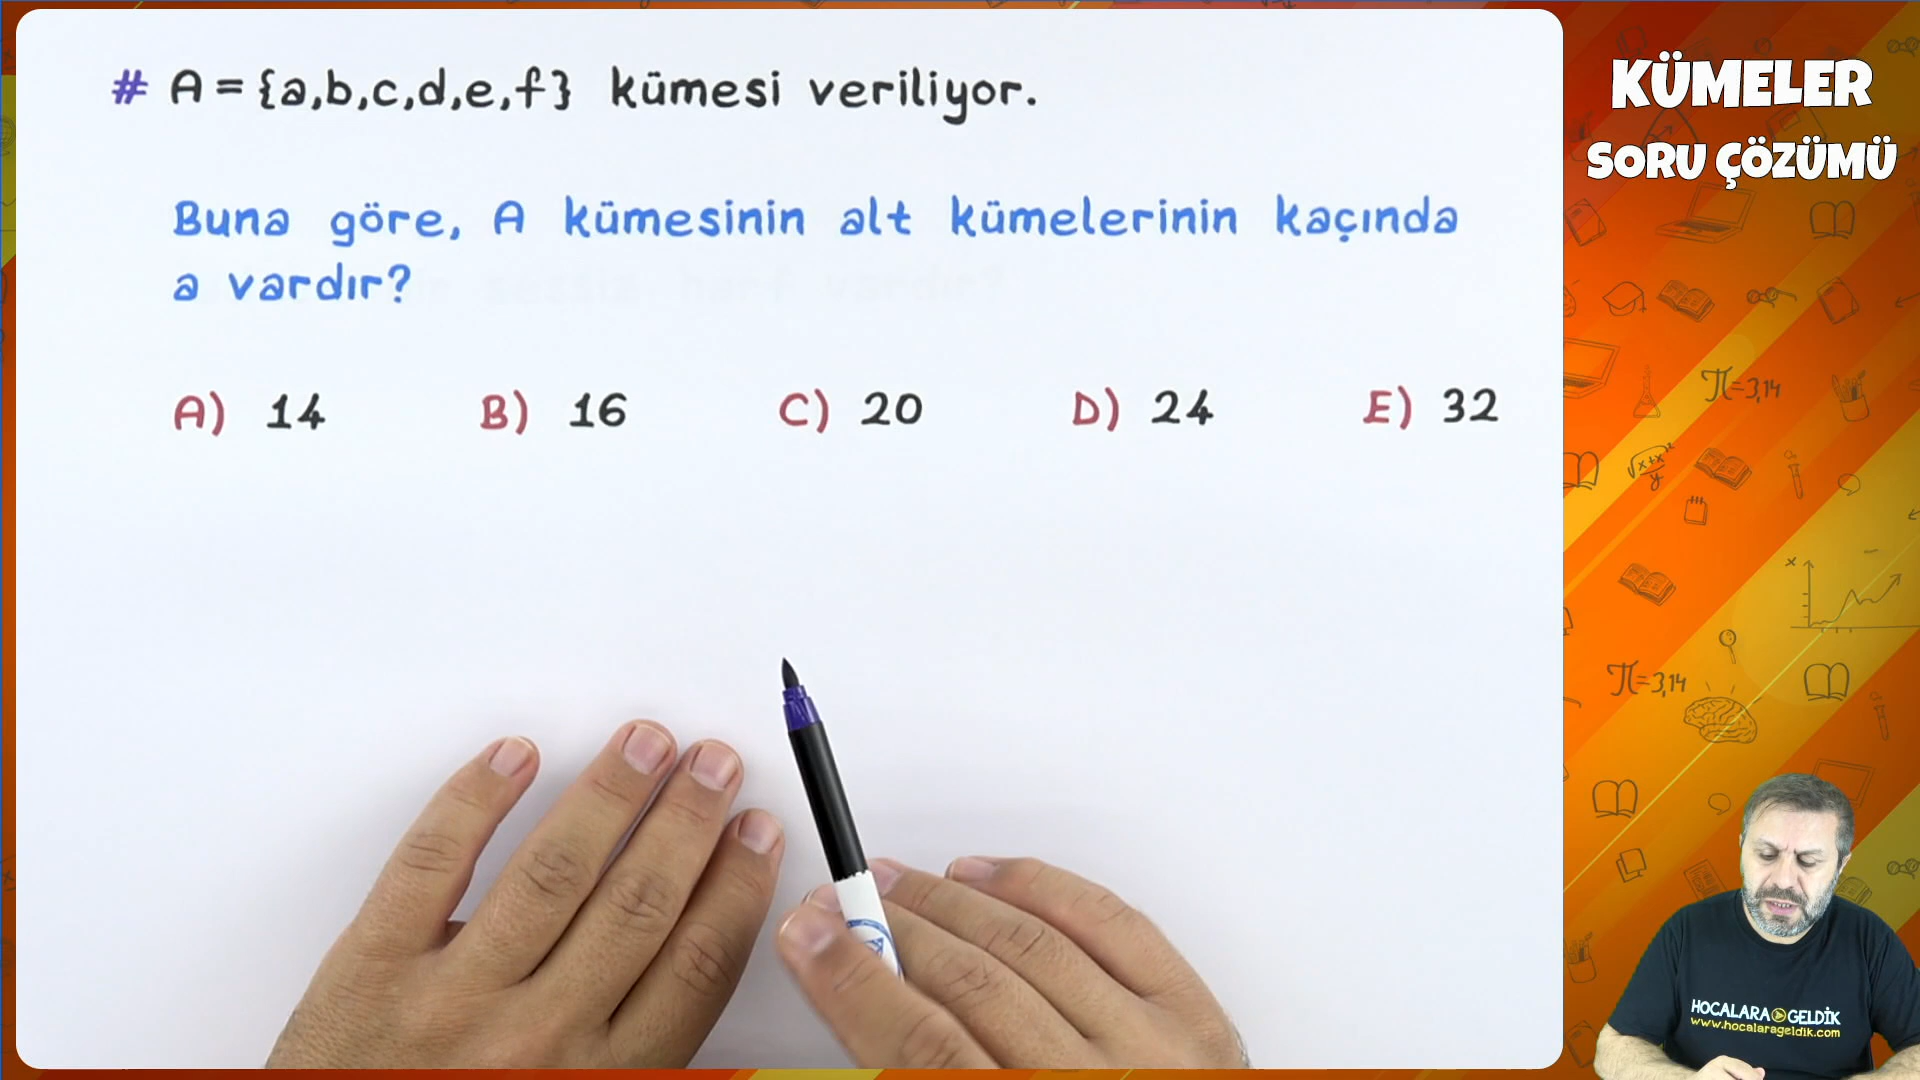 # A = {a,b,c,d,e,f} kümesi veriliyor.
Buna göre, A kümesinin alt kümelerinin kaçında
a vardır?
A) 14 B) 16 C) 20 D) 24 E) 32
KÜMELER
SORU ÇÖZÜMÜ
π=3,14
√x+x² / y
x
π=3,14
HOCALARA GELDİK
www.hocalarageldik.com